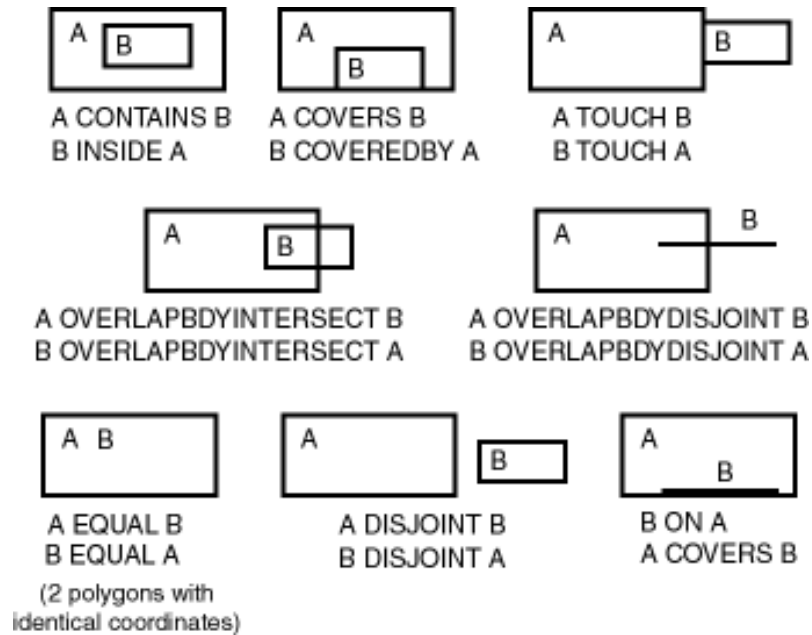 A B
A B
A B
A CONTAINS B
A COVERS B
A TOUCH B
B INSIDE A
B COVEREDBY A
B TOUCH A
A B
A B
A OVERLAPBDYINTERSECT B
A OVERLAPBDYDISJOINT B
B OVERLAPBDYINTERSECT A
B OVERLAPBDYDISJOINT A
A B
A B
A
B
A EQUAL B
A DISJOINT B
B ON A
B EQUAL A
B DISJOINT A
A COVERS B
(2 polygons with
identical coordinates)